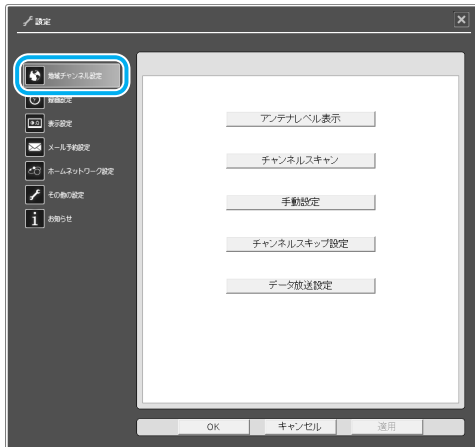 設定
地域チャンネル設定
録画設定
表示設定
メール予約設定
ホームネットワーク設定
その他の設定
お知らせ
アンテナレベル表示
チャンネルスキャン
手動設定
チャンネルスキップ設定
データ放送設定
OK
キャンセル
適用